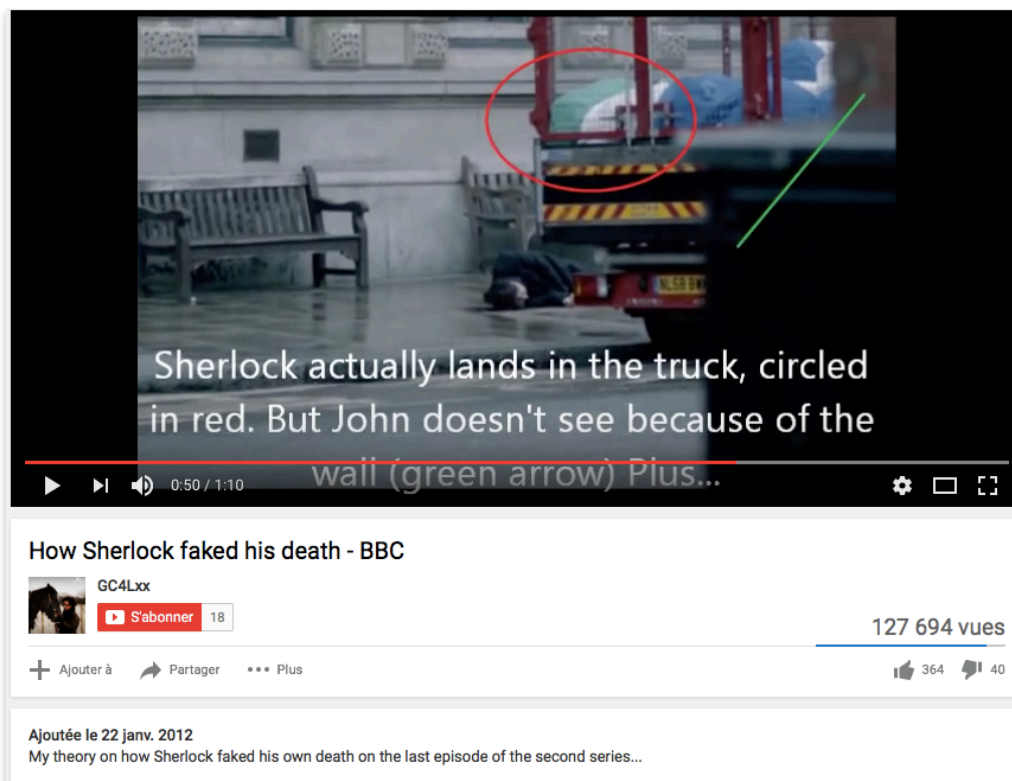 NL58 BW
Sherlock actually lands in the truck, circled
in red. But John doesn't see because of the
wall (green arrow) Plus...
0:50 / 1:10
How Sherlock faked his death - BBC
GC4Lxx
S'abonner 18
127 694 vues
Ajouter à Partager Plus 364 40
Ajoutée le 22 janv. 2012
My theory on how Sherlock faked his own death on the last episode of the second series...